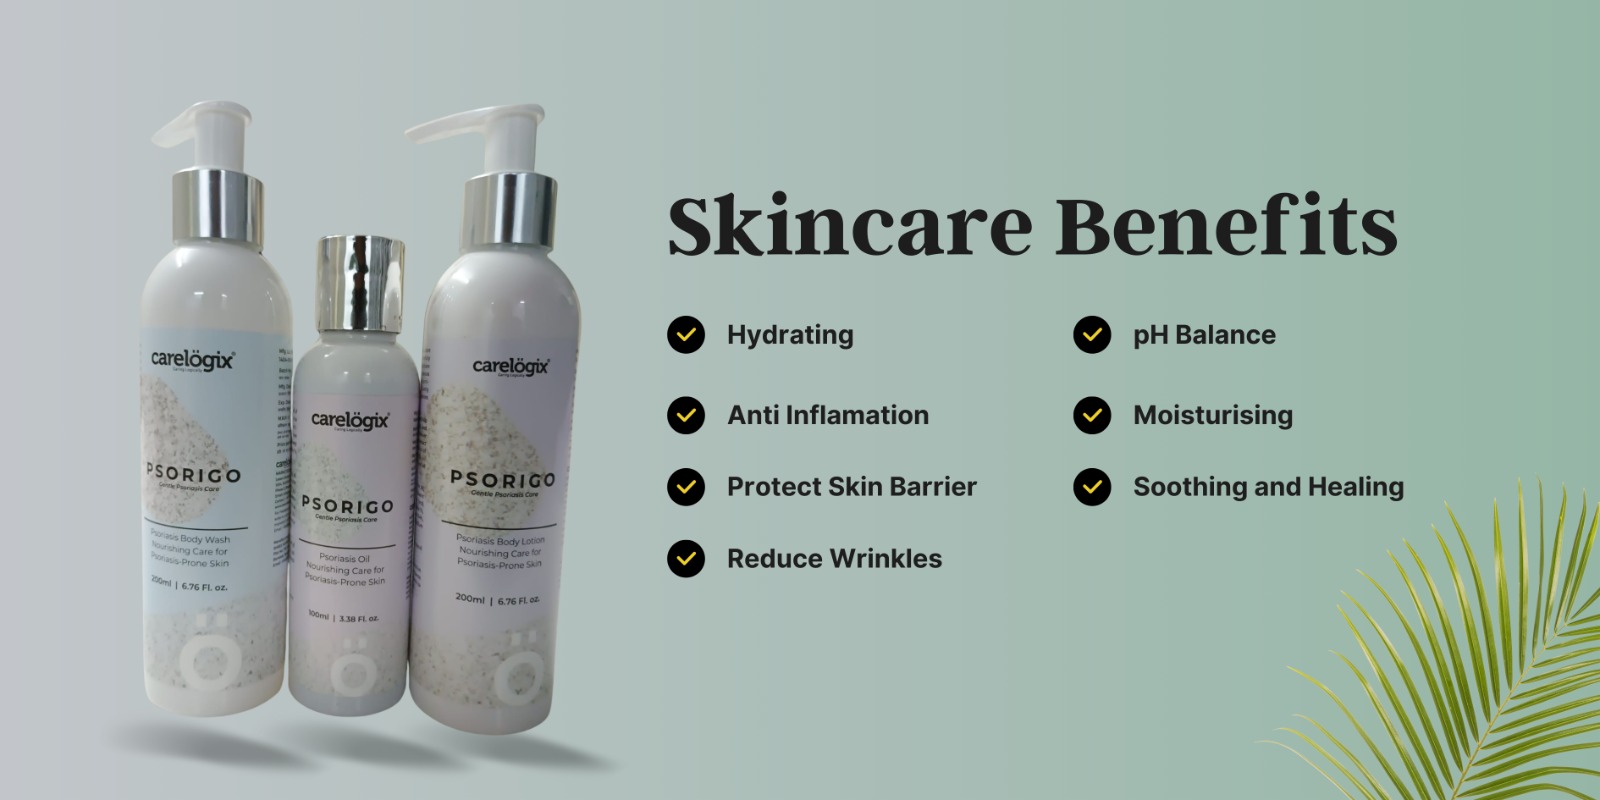 Skincare Benefits
Hydrating
Anti Inflamation
Protect Skin Barrier
Reduce Wrinkles
pH Balance
Moisturising
Soothing and Healing
carelögix
PSORIGO
Gentle Psoriasis Care
Psoriasis Body Wash
Nourishing Care for
Psoriasis-Prone Skin
200ml | 6.76 Fl. oz.
carelögix
PSORIGO
Gentle Psoriasis Care
Psoriasis Oil
Nourishing Care for
Psoriasis-Prone Skin
100ml | 3.38 Fl. oz.
carelögix
PSORIGO
Gentle Psoriasis Care
Psoriasis Body Lotion
Nourishing Care for
Psoriasis-Prone Skin
200ml | 6.76 Fl. oz.
ö
ö
ö